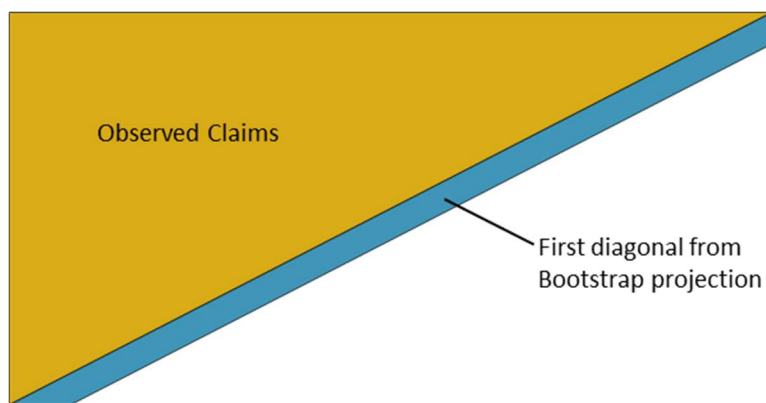 Observed Claims
First diagonal from
Bootstrap projection